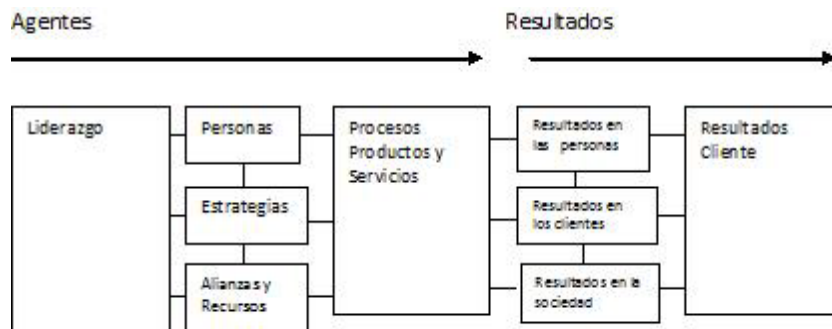 Agentes
Resultados
Liderazgo
Personas
Estrategias
Alianzas y
Recursos
Procesos
Productos y
Servicios
Resultados en
las personas
Resultados en
los clientes
Resultados en la
sociedad
Resultados
Cliente